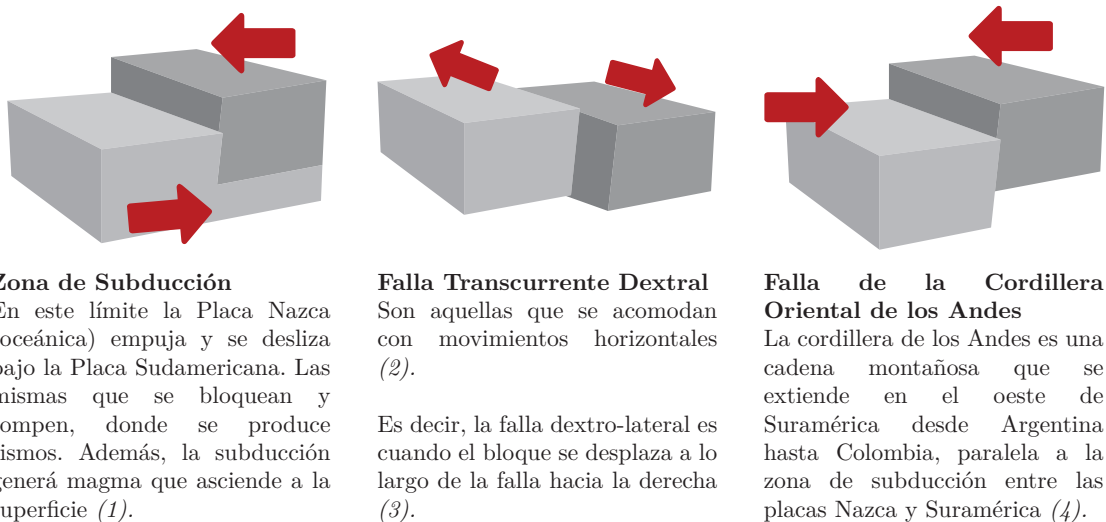 Zona de Subducción
En este límite la Placa Nazca
oceánica) empuja y se desliza
bajo la Placa Sudamericana. Las
mismas que se bloquean y
rompen, donde se produce
sismos. Además, la subducción
generá magma que asciende a la
superficie (1).
Falla Transcurrente Dextral
Son aquellas que se acomodan
con movimientos horizontales
(2).
Es decir, la falla dextro-lateral es
cuando el bloque se desplaza a lo
largo de la falla hacia la derecha
(3).
Falla de la Cordillera
Oriental de los Andes
La cordillera de los Andes es una
cadena montañosa que se
extiende en el oeste de
Suramérica desde Argentina
hasta Colombia, paralela a la
zona de subducción entre las
placas Nazca y Suramérica (4).